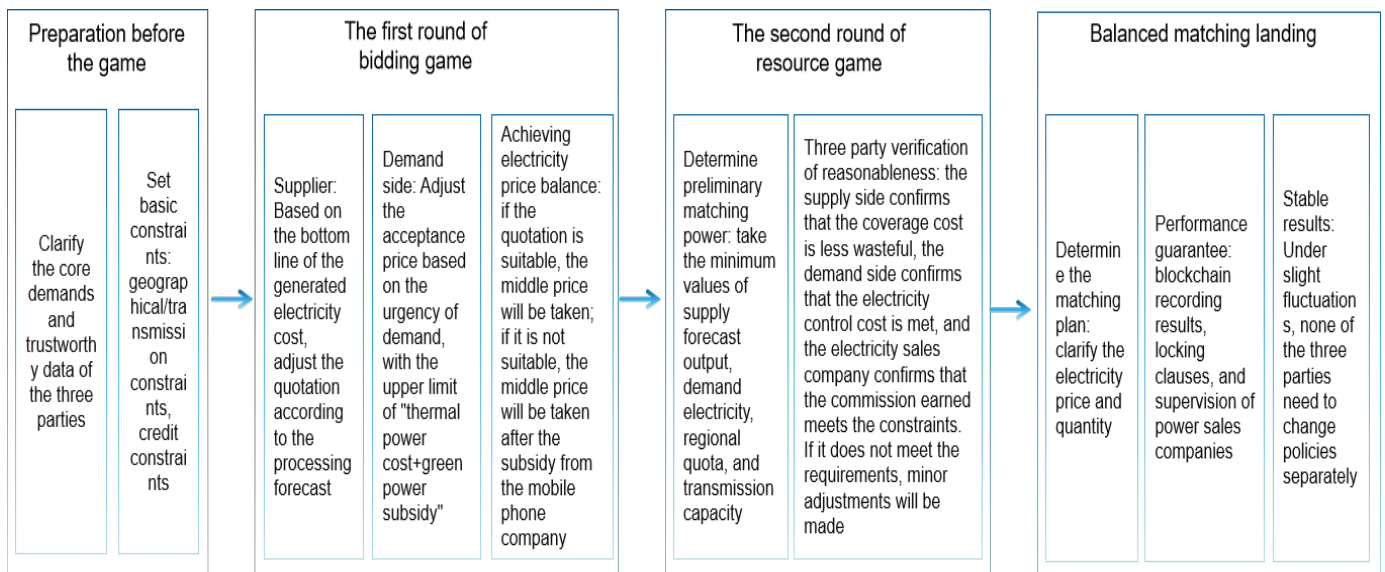 Preparation before
the game
Clarify
the core
demands
and
trustworth
y data of
the three
parties
Set
basic
constrai
nts:
geograp
hical/tra
nsmissi
on
constrai
nts,
credit
constrai
nts
The first round of
bidding game
Supplier:
Based on
the bottom
line of the
generated
electricity
cost,
adjust the
quotation
according
to the
processing
forecast
Demand
side: Adjust
the
acceptance
price based
on the
urgency of
demand,
with the
upper limit
of "thermal
power
cost+green
power
subsidy"
Achieving
electricity
price balance:
if the
quotation is
suitable, the
middle price
will be taken;
if it is not
suitable, the
middle price
will be taken
after the
subsidy from
the mobile
phone
company
The second round of
resource game
Determine
preliminary
matching
power: take
the minimum
values of
supply
forecast
output,
demand
electricity,
regional
quota, and
transmission
capacity
Three party verification
of reasonableness: the
supply side confirms
that the coverage cost
is less wasteful, the
demand side confirms
that the electricity
control cost is met, and
the electricity sales
company confirms that
the commission earned
meets the constraints.
If it does not meet the
requirements, minor
adjustments will be
made
Balanced matching landing
Determin
e the
matching
plan:
clarify the
electricity
price and
quantity
Performance
guarantee:
blockchain
recording
results,
locking
clauses, and
supervision of
power sales
companies
Stable
results:
Under
slight
fluctuation
s, none of
the three
parties
need to
change
policies
separately